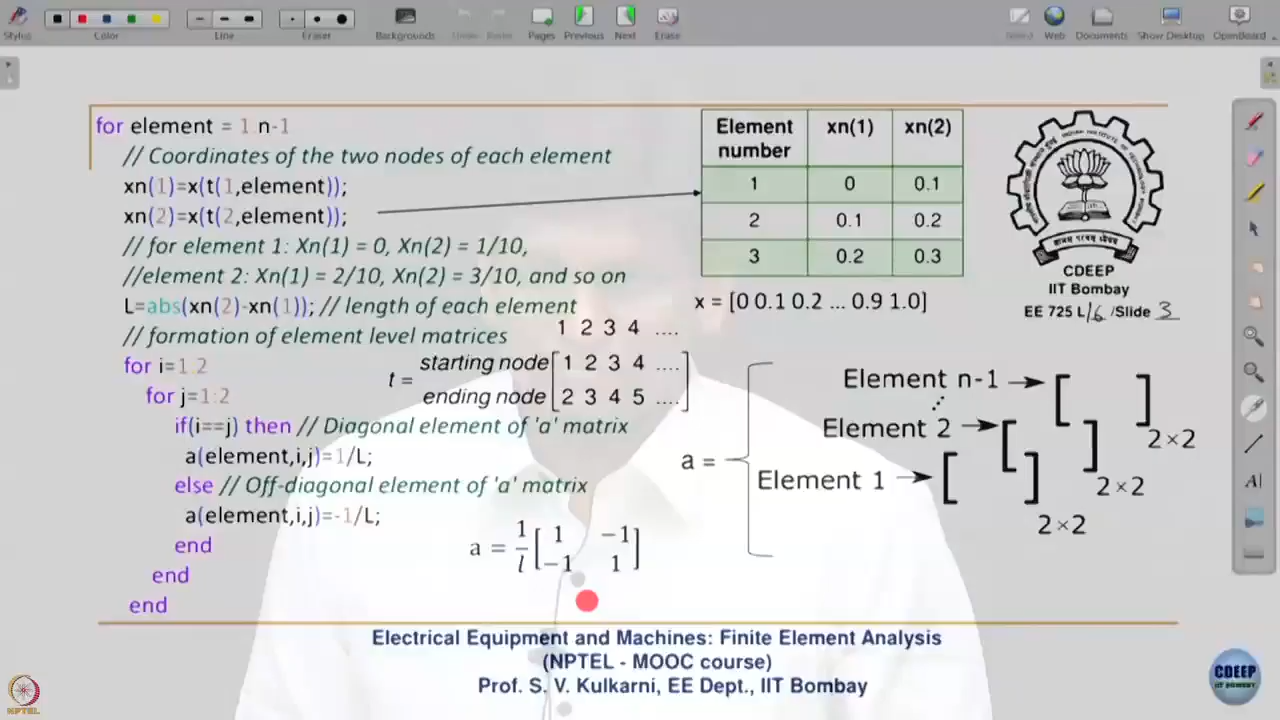 Stylus
Color
Line
Eraser
Backgrounds
Undo
Redo
Pages
Previous
Next
Erase
Board
Web
Documents
Show Desktop
OpenBoard
for element = 1:n-1
// Coordinates of the two nodes of each element
xn(1)=x(t(1,element));
xn(2)=x(t(2,element));
// for element 1: Xn(1) = 0, Xn(2) = 1/10,
//element 2: Xn(1) = 2/10, Xn(2) = 3/10, and so on
L=abs(xn(2)-xn(1)); // length of each element
// formation of element level matrices
for i=1:2
for j=1:2
if(i==j) then // Diagonal element of 'a' matrix
a(element,i,j)=1/L;
else // Off-diagonal element of 'a' matrix
a(element,i,j)=-1/L;
end
end
end
1 2 3 4 ....
t = starting node [1 2 3 4 ....]
ending node [2 3 4 5 ....]
a = 1/l [1 −1
−1 1]
Element number xn(1) xn(2)
1 0 0.1
2 0.1 0.2
3 0.2 0.3
x = [0 0.1 0.2 ... 0.9 1.0]
a =
Element n-1 → [ ] 2×2
⋰
Element 2 → [ ] 2×2
Element 1 → [ ] 2×2
CDEEP
IIT Bombay
EE 725 L 16 /Slide 3
Electrical Equipment and Machines: Finite Element Analysis
(NPTEL - MOOC course)
Prof. S. V. Kulkarni, EE Dept., IIT Bombay
NPTEL
CDEEP
IIT BOMBAY